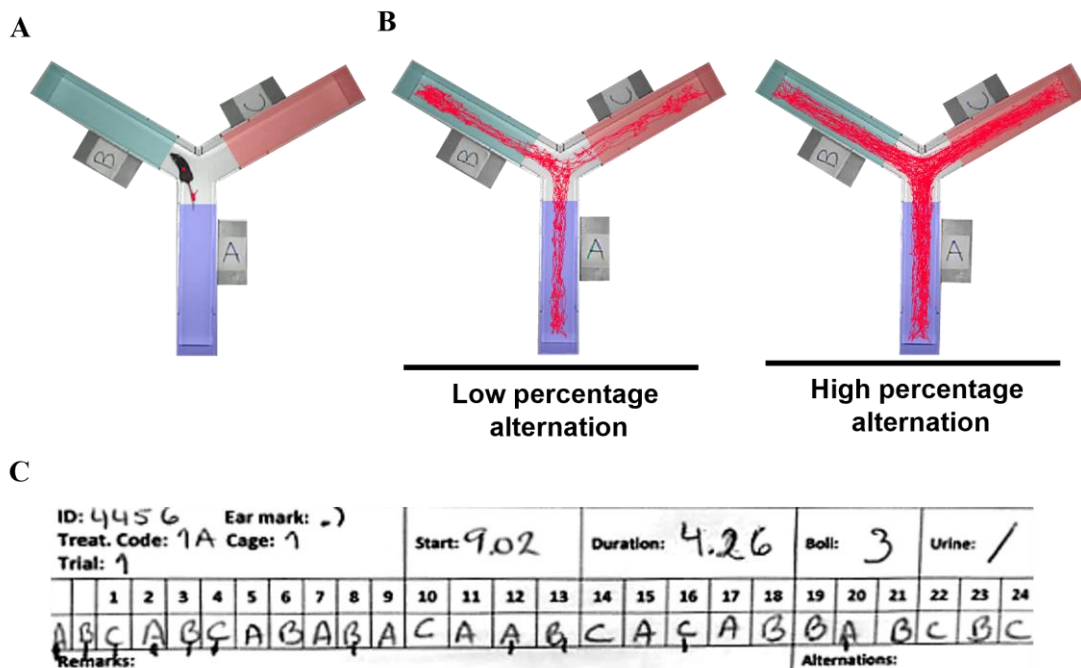 A
B
B
C
A
B
C
A
B
C
A
Low percentage
alternation
High percentage
alternation
C
ID: 4456 Ear mark: .)
Treat. Code: 1A Cage: 1
Trial: 1
Start: 9.02
Duration: 4.26
Boli: 3
Urine: /
1 2 3 4 5 6 7 8 9 10 11 12 13 14 15 16 17 18 19 20 21 22 23 24
A B C A B C A B A B A C A A B C A C A B B A B C B C
Remarks:
Alternations: